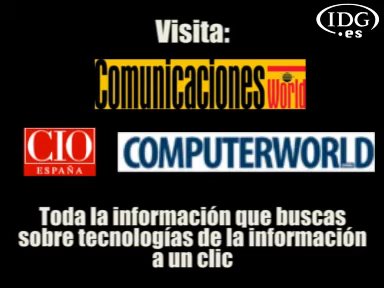 IDG
.es
Visita:
Comunicaciones World
CIO
ESPAÑA
COMPUTERWORLD
Toda la información que buscas
sobre tecnologías de la información
a un clic